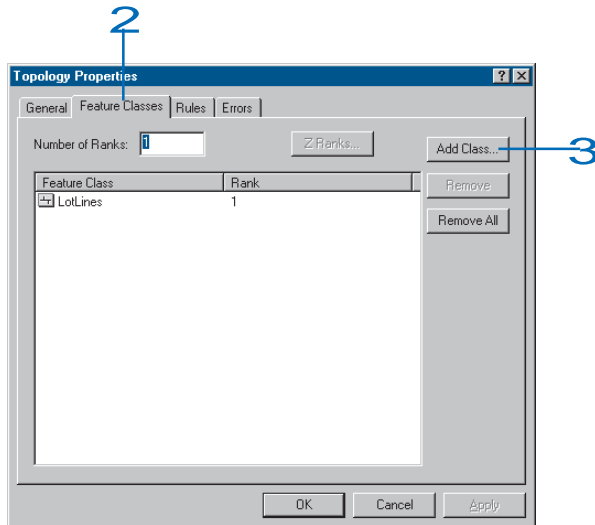 2
Topology Properties
General Feature Classes Rules Errors
Number of Ranks: 1 Z Ranks... Add Class... 3
Feature Class Rank Remove
LotLines 1
Remove All
OK Cancel Apply